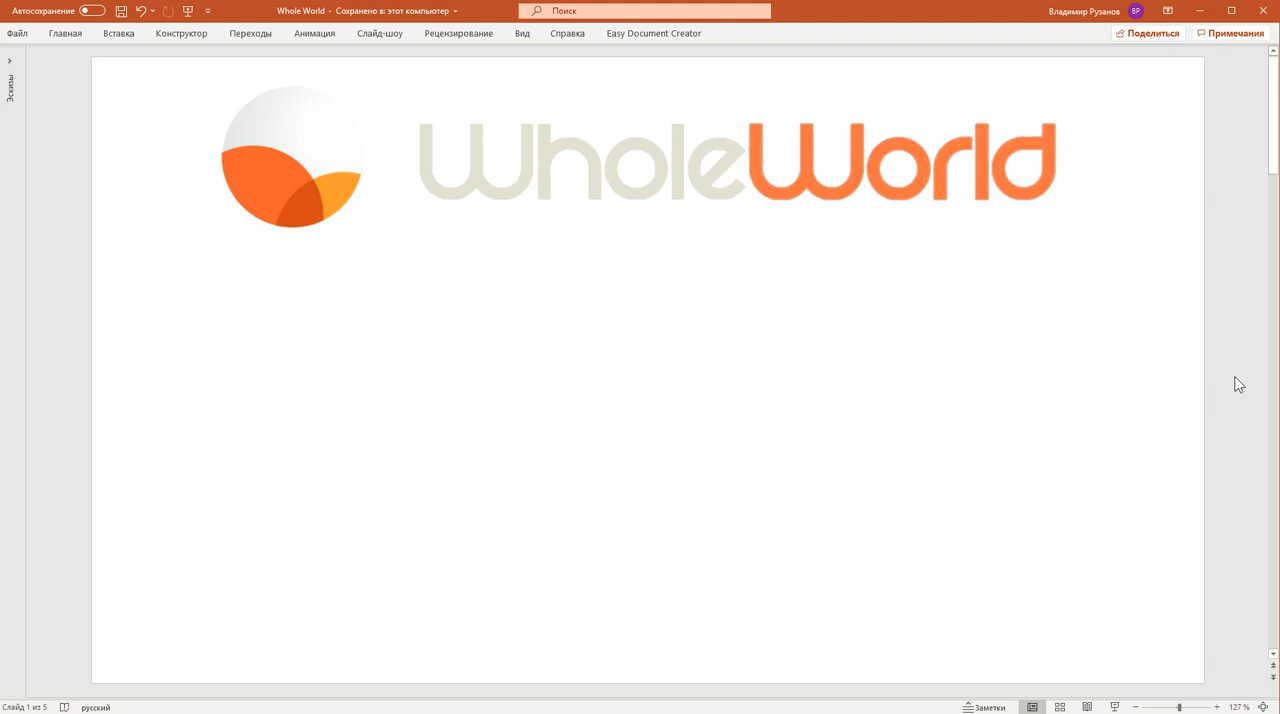 Автосохранение
Whole World - Сохранено в: этот компьютер
Поиск
Владимир Рузанов
ВР
Файл Главная Вставка Конструктор Переходы Анимация Слайд-шоу Рецензирование Вид Справка Easy Document Creator
Поделиться
Примечания
Эскизы
WholeWorld
Слайд 1 из 5
русский
Заметки
127 %